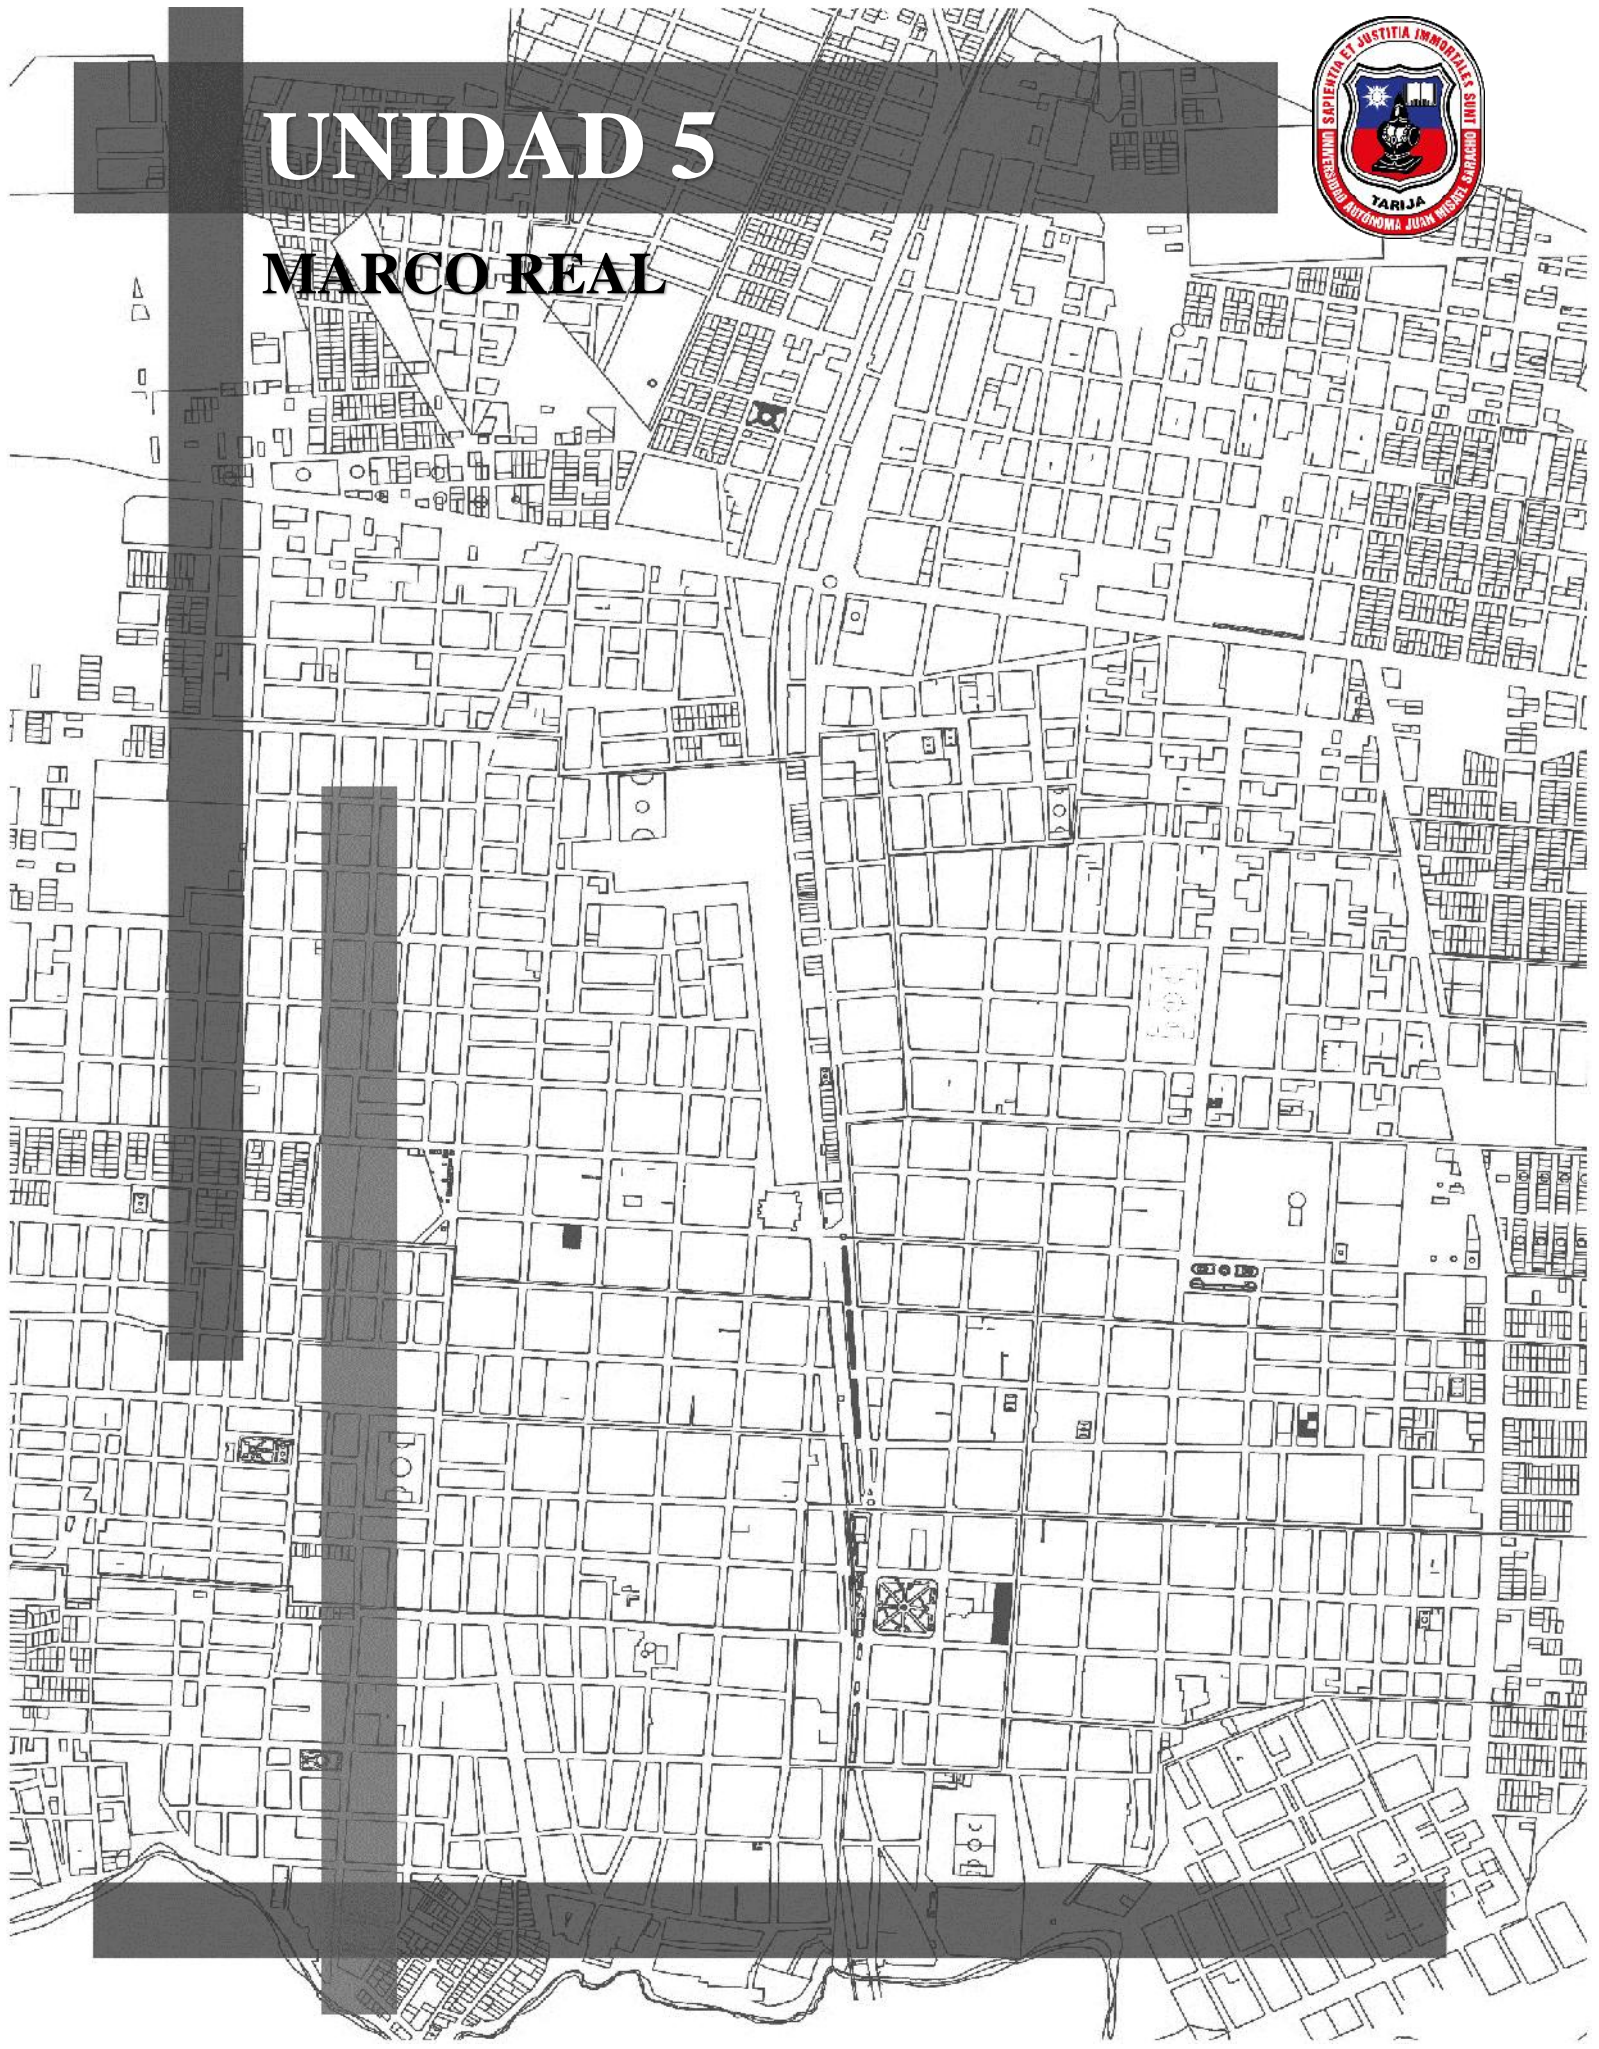 UNIDAD 5
MARCO REAL
SAPIENTIA ET JUSTITIA IMMORTALES SUNT
TARIJA
UNIVERSIDAD AUTÓNOMA JUAN MISAEL SARACHO